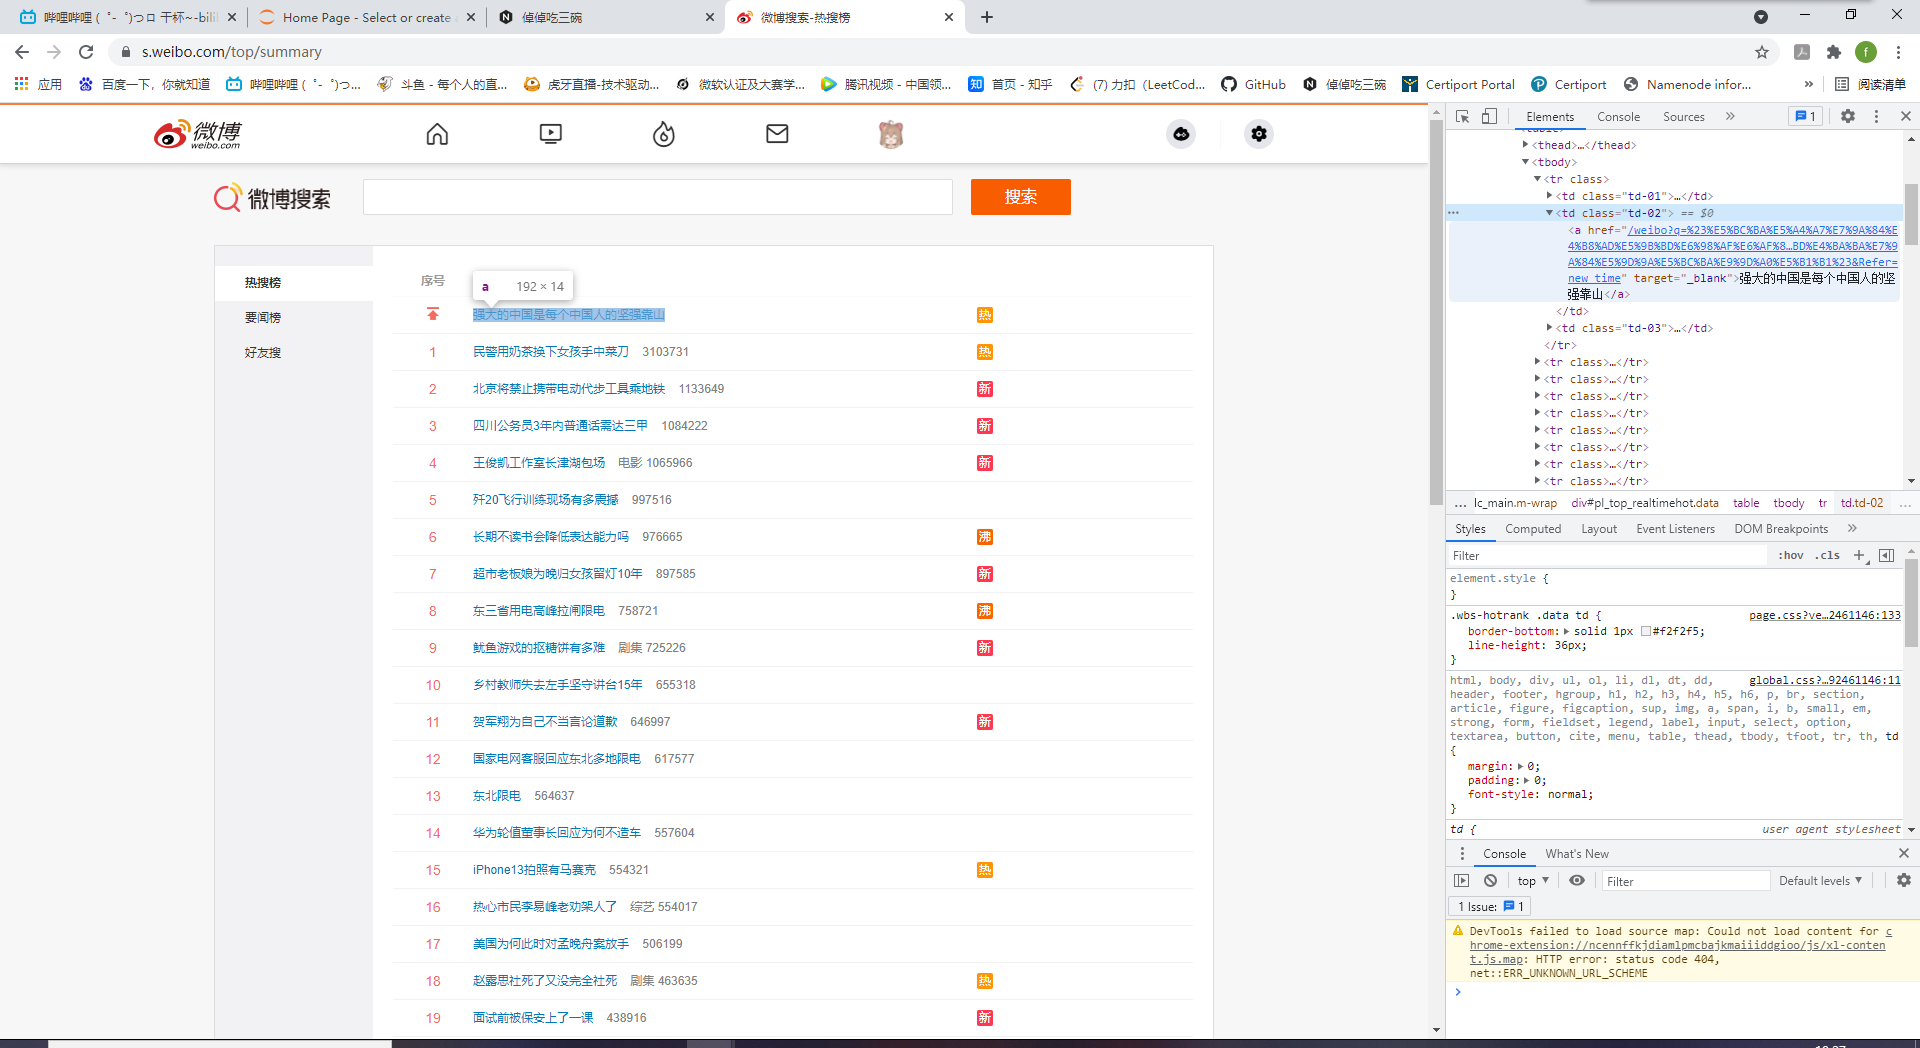 哔哩哔哩 (゜-゜)つロ 干杯~-bili
Home Page - Select or create a
倬倬吃三碗
微博搜索-热搜榜
s.weibo.com/top/summary
f
应用
百度一下，你就知道
哔哩哔哩 (゜-゜)つ...
斗鱼 - 每个人的直...
虎牙直播-技术驱动...
微软认证及大赛学...
腾讯视频 - 中国领...
知 首页 - 知乎
(7) 力扣（LeetCod...
GitHub
倬倬吃三碗
Certiport Portal
Certiport
Namenode infor...
»
阅读清单
微博
weibo.com
微博搜索
搜索
热搜榜
要闻榜
好友搜
序号
a 192 × 14
强大的中国是每个中国人的坚强靠山 热
1 民警用奶茶换下女孩手中菜刀 3103731 热
2 北京将禁止携带电动代步工具乘地铁 1133649 新
3 四川公务员3年内普通话需达三甲 1084222 新
4 王俊凯工作室长津湖包场 电影 1065966 新
5 歼20飞行训练现场有多震撼 997516
6 长期不读书会降低表达能力吗 976665 沸
7 超市老板娘为晚归女孩留灯10年 897585 新
8 东三省用电高峰拉闸限电 758721 沸
9 鱿鱼游戏的抠糖饼有多难 剧集 725226 新
10 乡村教师失去左手坚守讲台15年 655318
11 贺军翔为自己不当言论道歉 646997 新
12 国家电网客服回应东北多地限电 617577
13 东北限电 564637
14 华为轮值董事长回应为何不造车 557604
15 iPhone13拍照有马赛克 554321 热
16 热心市民李易峰老劝架人了 综艺 554017
17 美国为何此时对孟晚舟案放手 506199
18 赵露思社死了又没完全社死 剧集 463635 热
19 面试前被保安上了一课 438916 新
Elements Console Sources » 1
<thead>…</thead>
<tbody>
<tr class>
<td class="td-01">…</td>
<td class="td-02"> == $0
<a href="/weibo?q=%23%E5%BC%BA%E5%A4%A7%E7%9A%84%E
4%B8%AD%E5%9B%BD%E6%98%AF%E6%AF%8…BD%E4%BA%BA%E7%9
A%84%E5%9D%9A%E5%BC%BA%E9%9D%A0%E5%B1%B1%23&Refer=
new_time" target="_blank">强大的中国是每个中国人的坚
强靠山</a>
</td>
<td class="td-03">…</td>
</tr>
<tr class>…</tr>
<tr class>…</tr>
<tr class>…</tr>
<tr class>…</tr>
<tr class>…</tr>
<tr class>…</tr>
<tr class>…</tr>
<tr class>…</tr>
... lc_main.m-wrap div#pl_top_realtimehot.data table tbody tr td.td-02 ...
Styles Computed Layout Event Listeners DOM Breakpoints »
Filter :hov .cls +
element.style {
}
.wbs-hotrank .data td { page.css?ve…2461146:133
border-bottom: solid 1px #f2f2f5;
line-height: 36px;
}
html, body, div, ul, ol, li, dl, dt, dd, global.css?…92461146:11
header, footer, hgroup, h1, h2, h3, h4, h5, h6, p, br, section,
article, figure, figcaption, sup, img, a, span, i, b, small, em,
strong, form, fieldset, legend, label, input, select, option,
textarea, button, cite, menu, table, thead, tbody, tfoot, tr, th, td
{
margin: 0;
padding: 0;
font-style: normal;
}
td { user agent stylesheet
Console What's New
top Filter Default levels
1 Issue: 1
DevTools failed to load source map: Could not load content for c
hrome-extension://ncennffkjdiamlpmcbajkmaiiiddgioo/js/xl-conten
t.js.map: HTTP error: status code 404,
net::ERR_UNKNOWN_URL_SCHEME